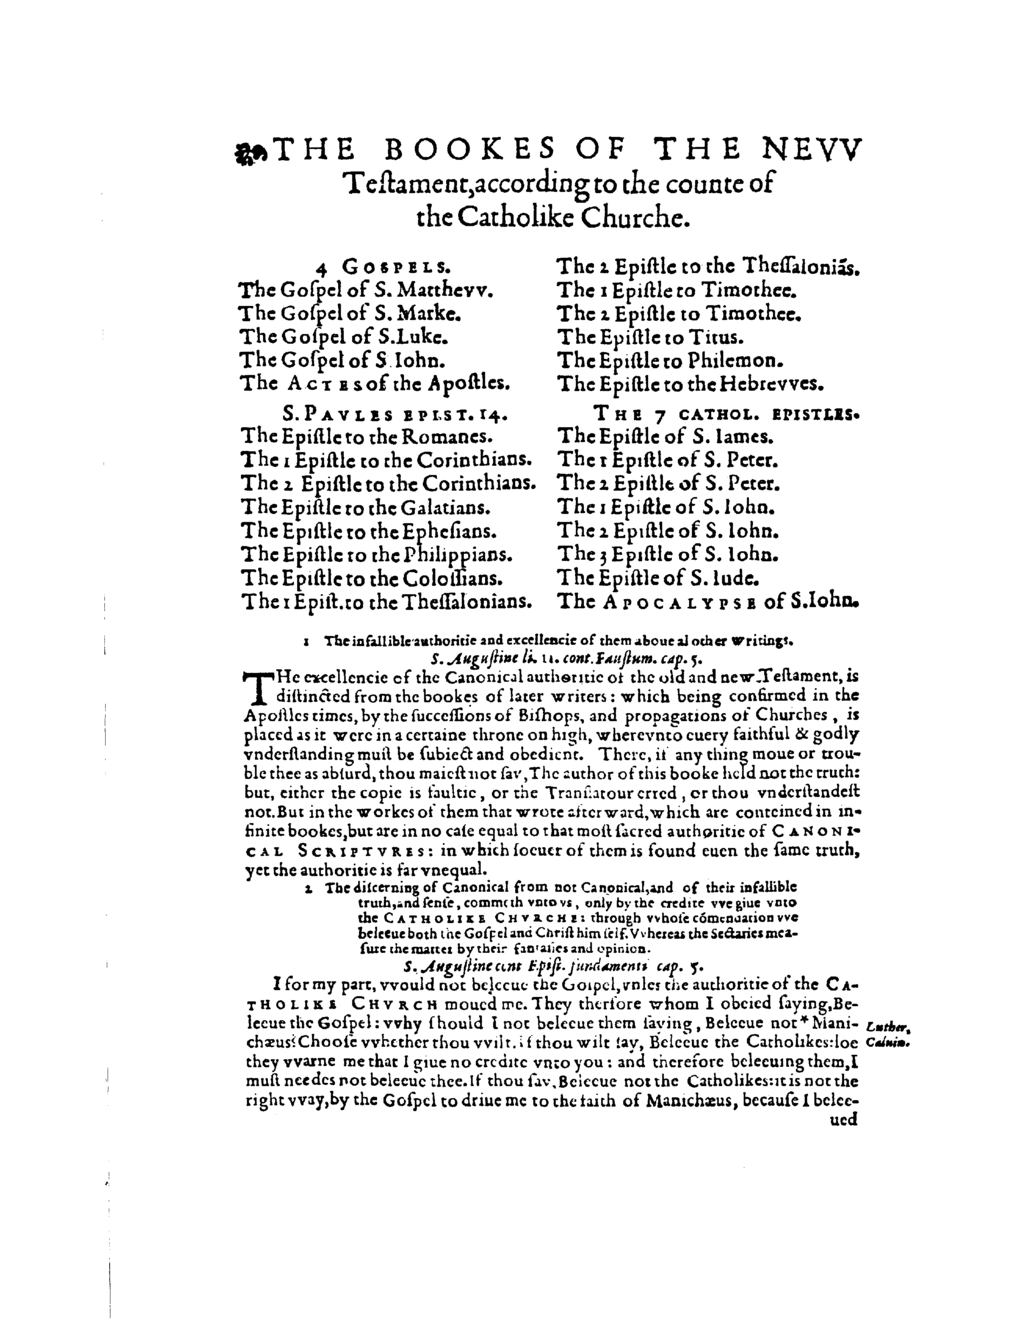 THE BOOKES OF THE NEVV
Teſtament,according to the counte of
the Catholike Churche.
4 GOSPELS.
The Goſpel of S. Matthevv.
The Goſpel of S. Marke.
The Goſpel of S.Luke.
The Goſpel of S Iohn.
The ACTES of the Apoſtles.
S. PAVLES EPIST. 14.
The Epiſtle to the Romanes.
The 1 Epiſtle to the Corinthians.
The 2 Epiſtle to the Corinthians.
The Epiſtle to the Galatians.
The Epiſtle to the Epheſians.
The Epiſtle to the Philippians.
The Epiſtle to the Coloſſians.
The 1 Epiſt.to the Theſſalonians.
The 2 Epiſtle to the Theſſaloniãs.
The 1 Epiſtle to Timothee.
The 2 Epiſtle to Timothee.
The Epiſtle to Titus.
The Epiſtle to Philemon.
The Epiſtle to the Hebrevves.
THE 7 CATHOL. EPISTLES.
The Epiſtle of S. Iames.
The 1 Epiſtle of S. Peter.
The 2 Epiſtle of S. Peter.
The 1 Epiſtle of S. Iohn.
The 2 Epiſtle of S. Iohn.
The 3 Epiſtle of S. Iohn.
The Epiſtle of S. Iude.
The APOCALYPSE of S.Iohn.
1 The infallible authoritie and excellencie of them aboue al other writings.
S. Auguſtine li. 11. cont. Fauſtum. cap. 5.
THe excellencie of the Canonical authoritie of the old and new Teſtament, is
diſtincted from the bookes of later writers: which being confirmed in the
Apoſtles times, by the ſucceſſions of Biſhops, and propagations of Churches, is
placed as it were in a certaine throne on high, wherevnto euery faithful & godly
vnderſtanding muſt be ſubiect and obedient. There, if any thing moue or trou-
ble thee as abſurd, thou maieſt not ſay,The author of this booke held not the truth:
but, either the copie is faultie, or the Tranſlatour erred, or thou vnderſtandeſt
not.But in the workes of them that wrote afterward,which are conteined in in-
finite bookes,but are in no caſe equal to that moſt ſacred authoritie of CANONI-
CAL SCRIPTVRES: in which ſoeuer of them is found euen the ſame truth,
yet the authoritie is far vnequal.
2 The diſcerning of Canonical from not Canonical,and of their infallible
truth,and ſenſe, commeth vnto vs, only by the credite vve giue vnto
the CATHOLIKE CHVRCHE: through vvhoſe cõmendation vve
beleeue both the Goſpel and Chriſt him ſelf. Vvhereas the Sectaries mea-
ſure the matter by their fantaſies and opinion.
S. Auguſtine cont Epiſt. fundamenti cap. 5.
I for my part, vvould not beleeue the Goſpel,vnles the authoritie of the CA-
THOLIKE CHVRCH moued me. They therfore whom I obeied ſaying,Be-
leeue the Goſpel: vvhy ſhould I not beleeue them ſaying, Beleeue not * Mani-
Luther,
chæus? Chooſe vvhether thou vvilt. if thou wilt ſay, Beleeue the Catholikes:loe
Caluin.
they vvarne me that I giue no credite vnto you: and therefore beleeuing them,I
muſt needes not beleeue thee.If thou ſay,Beleeue not the Catholikes:it is not the
right vvay,by the Goſpel to driue me to the faith of Manichæus, becauſe I belee-
ued